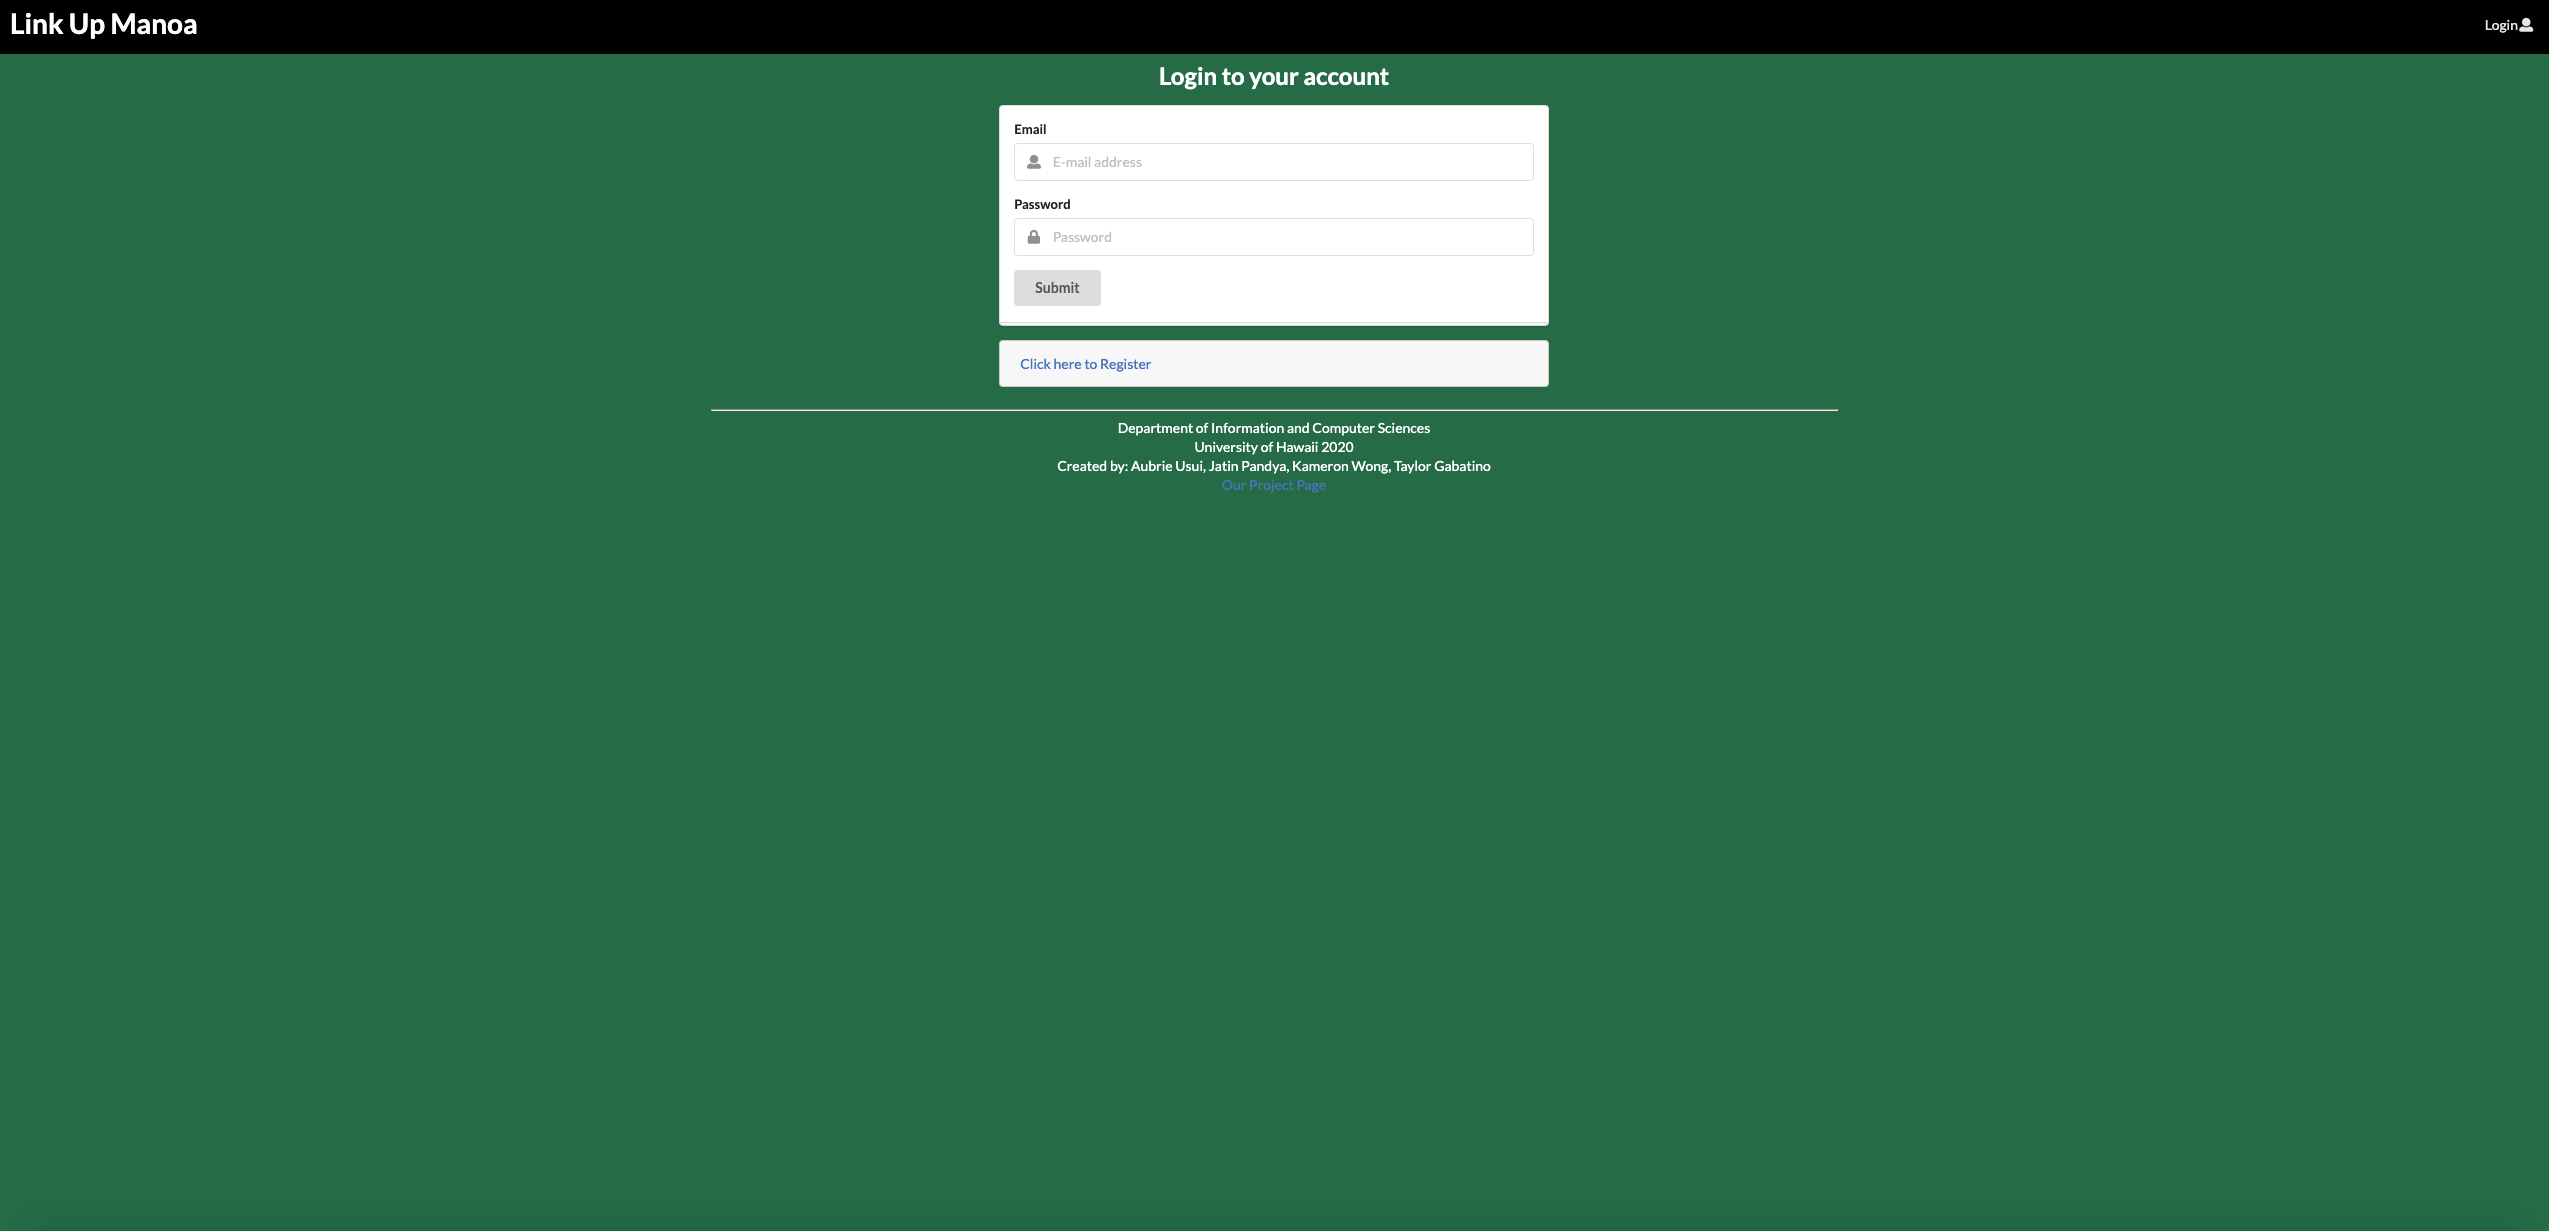 Link Up Manoa
Login
Login to your account
Email
E-mail address
Password
Password
Submit
Click here to Register
Department of Information and Computer Sciences
University of Hawaii 2020
Created by: Aubrie Usui, Jatin Pandya, Kameron Wong, Taylor Gabatino
Our Project Page